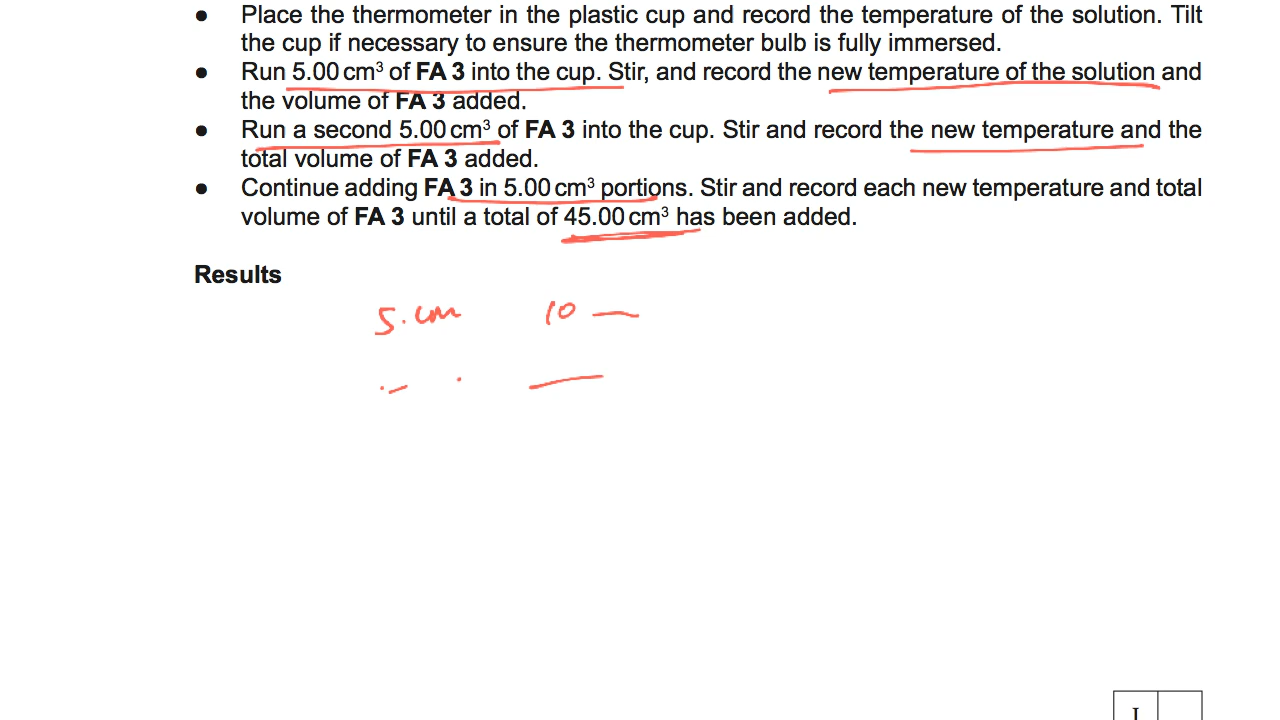 ● Place the thermometer in the plastic cup and record the temperature of the solution. Tilt
the cup if necessary to ensure the thermometer bulb is fully immersed.
● Run 5.00 cm³ of FA 3 into the cup. Stir, and record the new temperature of the solution and
the volume of FA 3 added.
● Run a second 5.00 cm³ of FA 3 into the cup. Stir and record the new temperature and the
total volume of FA 3 added.
● Continue adding FA 3 in 5.00 cm³ portions. Stir and record each new temperature and total
volume of FA 3 until a total of 45.00 cm³ has been added.
Results
5. cm 10 —
I